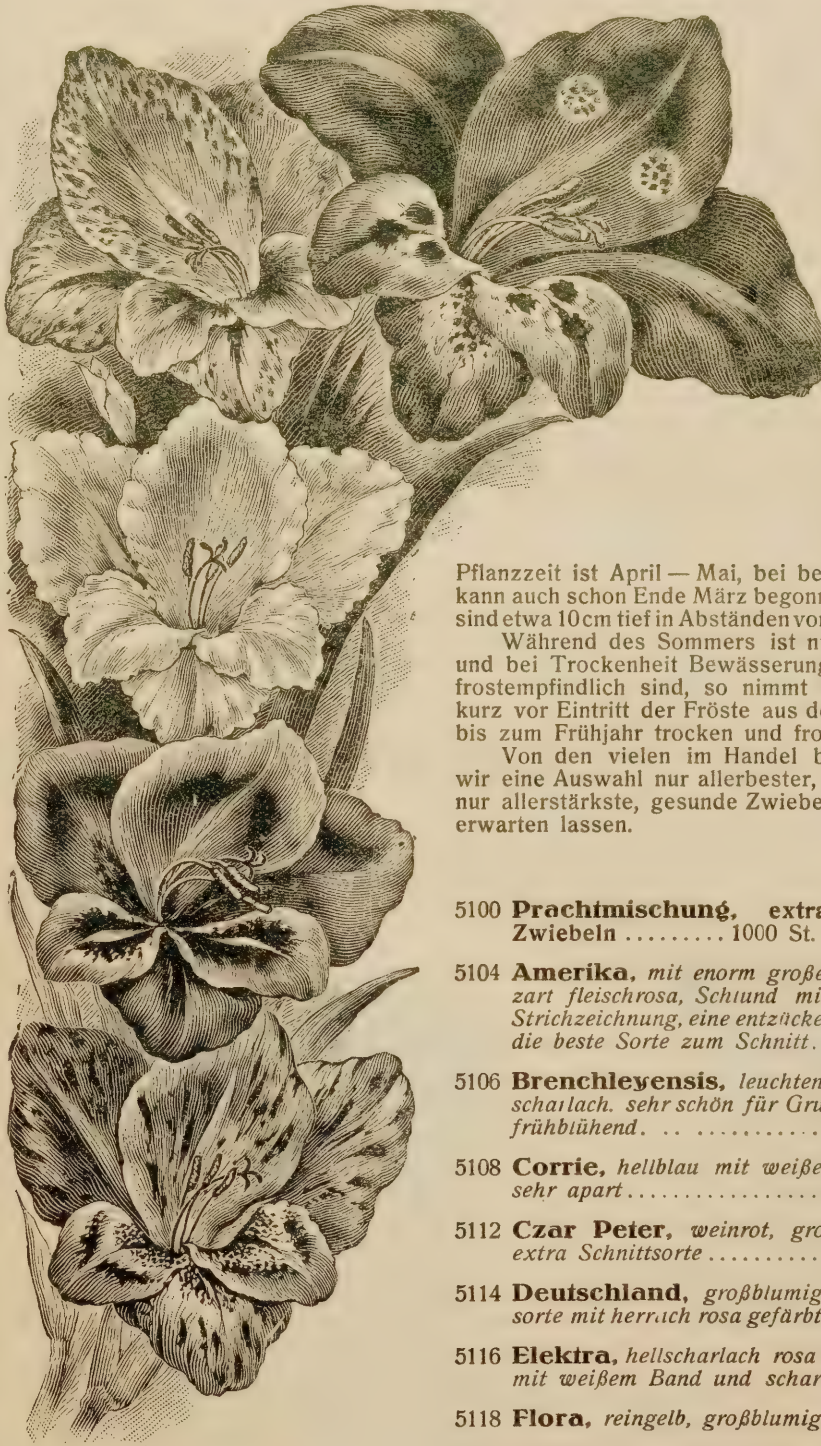 Pflanzzeit ist April — Mai, bei be
kann auch schon Ende März begonn
sind etwa 10 cm tief in Abständen von
Während des Sommers ist n
und bei Trockenheit Bewässerung
frostempfindlich sind, so nimmt
kurz vor Eintritt der Fröste aus de
bis zum Frühjahr trocken und fro
Von den vielen im Handel b
wir eine Auswahl nur allerbester,
nur allerstärkste, gesunde Zwiebe
erwarten lassen.
5100 Prachtmischung, extra
Zwiebeln ......... 1000 St.
5104 Amerika, mit enorm große
zart fleischrosa, Schlund mi
Strichzeichnung, eine entzücke
die beste Sorte zum Schnitt.
5106 Brenchleyensis, leuchten
scharlach. sehr schön für Gru
frühblühend. .. ............
5108 Corrie, hellblau mit weiße
sehr apart..................
5112 Czar Peter, weinrot, gro
extra Schnittsorte ..........
5114 Deutschland, großblumig
sorte mit herrlich rosa gefärbt
5116 Elektra, hellscharlach rosa
mit weißem Band und schar
5118 Flora, reingelb, großblumig